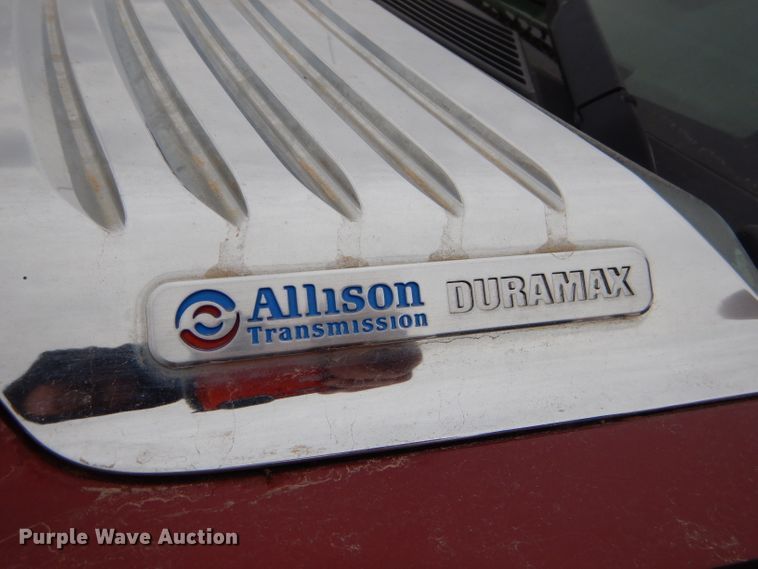 Allison DURAMAX
Transmission
Purple Wave Auction